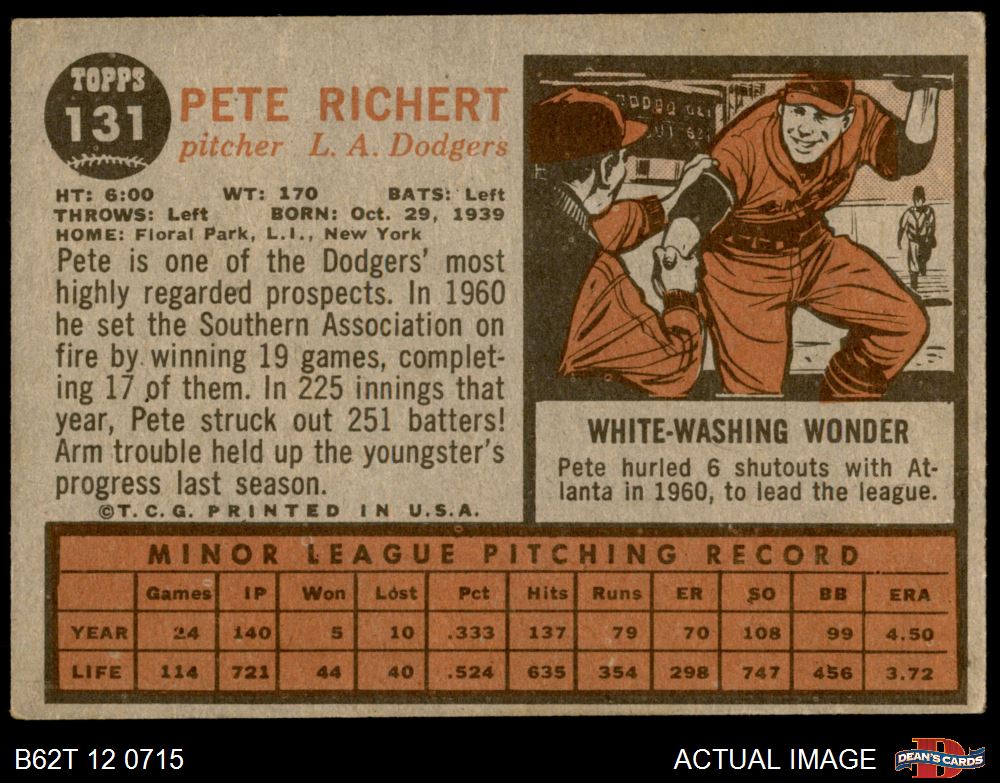 TOPPS
131
PETE RICHERT
pitcher L. A. Dodgers
HT: 6:00 WT: 170 BATS: Left
THROWS: Left BORN: Oct. 29, 1939
HOME: Floral Park, L.I., New York
Pete is one of the Dodgers' most
highly regarded prospects. In 1960
he set the Southern Association on
fire by winning 19 games, complet-
ing 17 of them. In 225 innings that
year, Pete struck out 251 batters!
Arm trouble held up the youngster's
progress last season.
©T.C.G. PRINTED IN U.S.A.
WHITE-WASHING WONDER
Pete hurled 6 shutouts with At-
lanta in 1960, to lead the league.
MINOR LEAGUE PITCHING RECORD
Games IP Won Lost Pct Hits Runs ER SO BB ERA
YEAR 24 140 5 10 .333 137 79 70 108 99 4.50
LIFE 114 721 44 40 .524 635 354 298 747 456 3.72
B62T 12 0715 ACTUAL IMAGE DEAN'S CARDS